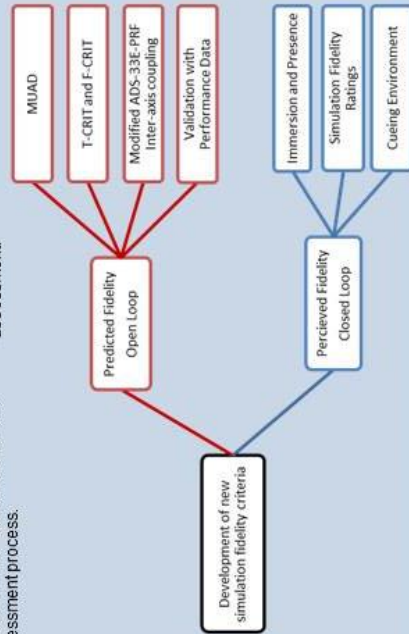 essment process.
Development of new
simulation fidelity criteria
Predicted Fidelity
Open Loop
MUAD
T-CRIT and F-CRIT
Modified ADS-33E-PRF
Inter-axis coupling
Validation with
Performance Data
Percieved Fidelity
Closed Loop
Immersion and Presence
Simulation Fidelity
Ratings
Cueing Environment